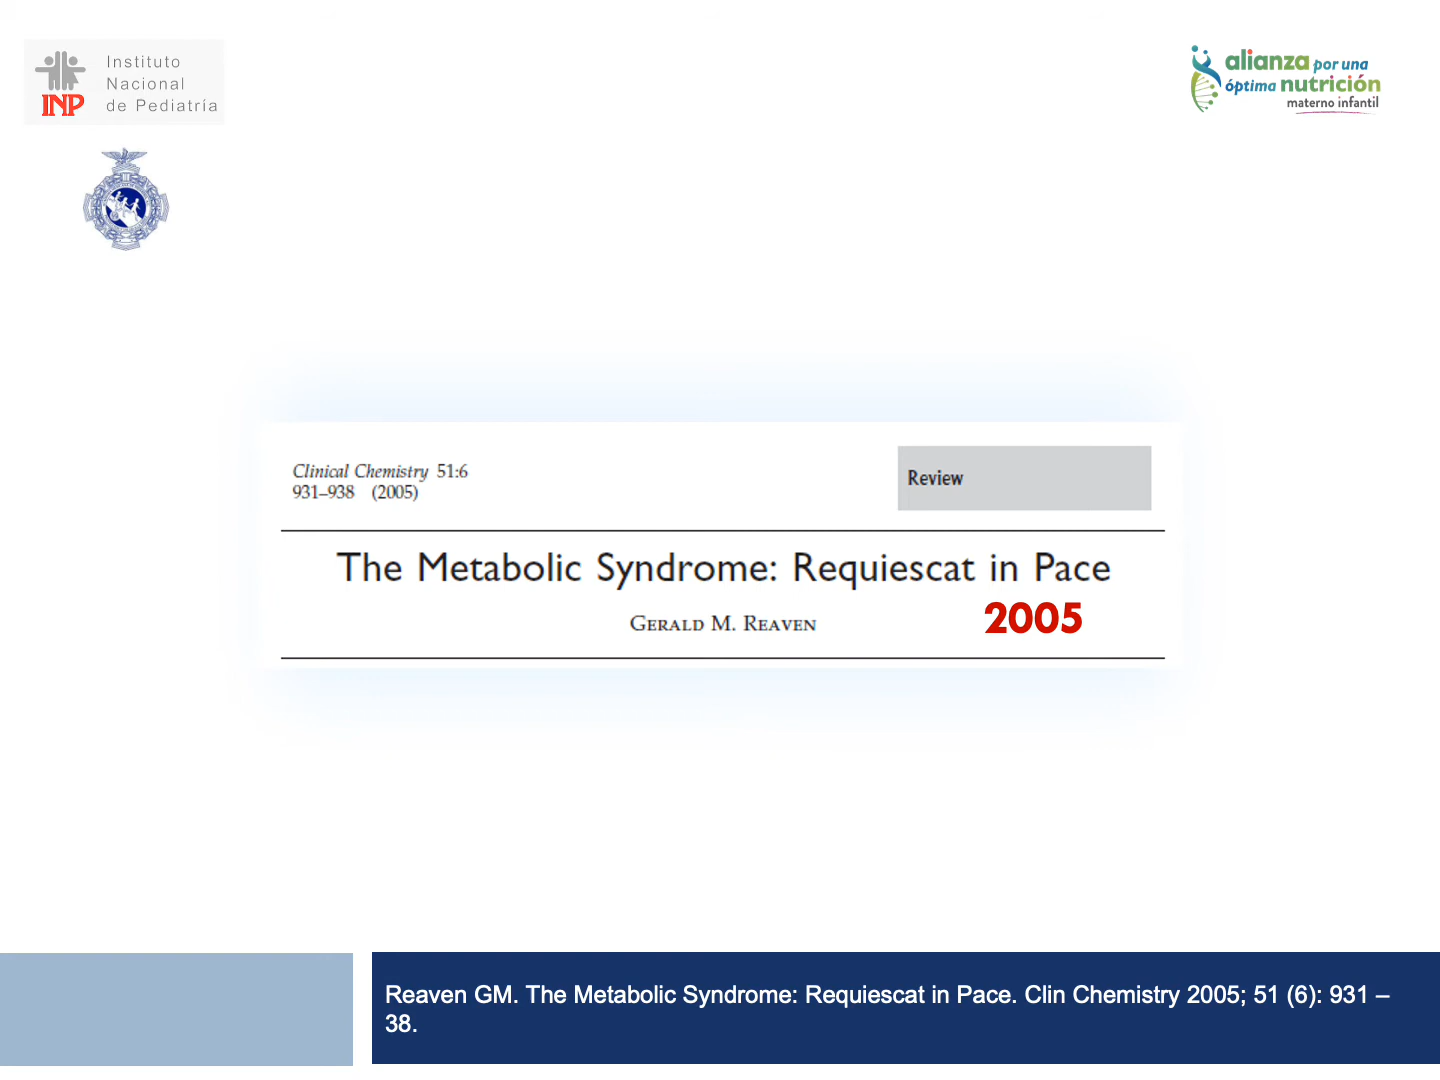 Instituto
Nacional
de Pediatría
INP
alianza por una
óptima nutrición
materno infantil
Clinical Chemistry 51:6
931–938 (2005)
Review
The Metabolic Syndrome: Requiescat in Pace
2005
GERALD M. REAVEN
Reaven GM. The Metabolic Syndrome: Requiescat in Pace. Clin Chemistry 2005; 51 (6): 931 –
38.